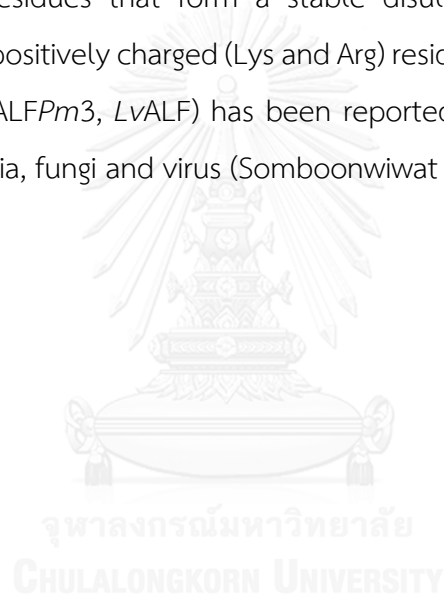 esidues that form a stable disu
positively charged (Lys and Arg) resid
ALFPm3, LvALF) has been reported
ia, fungi and virus (Somboonwiwat
จุฬาลงกรณ์มหาวิทยาลัย
CHULALONGKORN UNIVERSITY